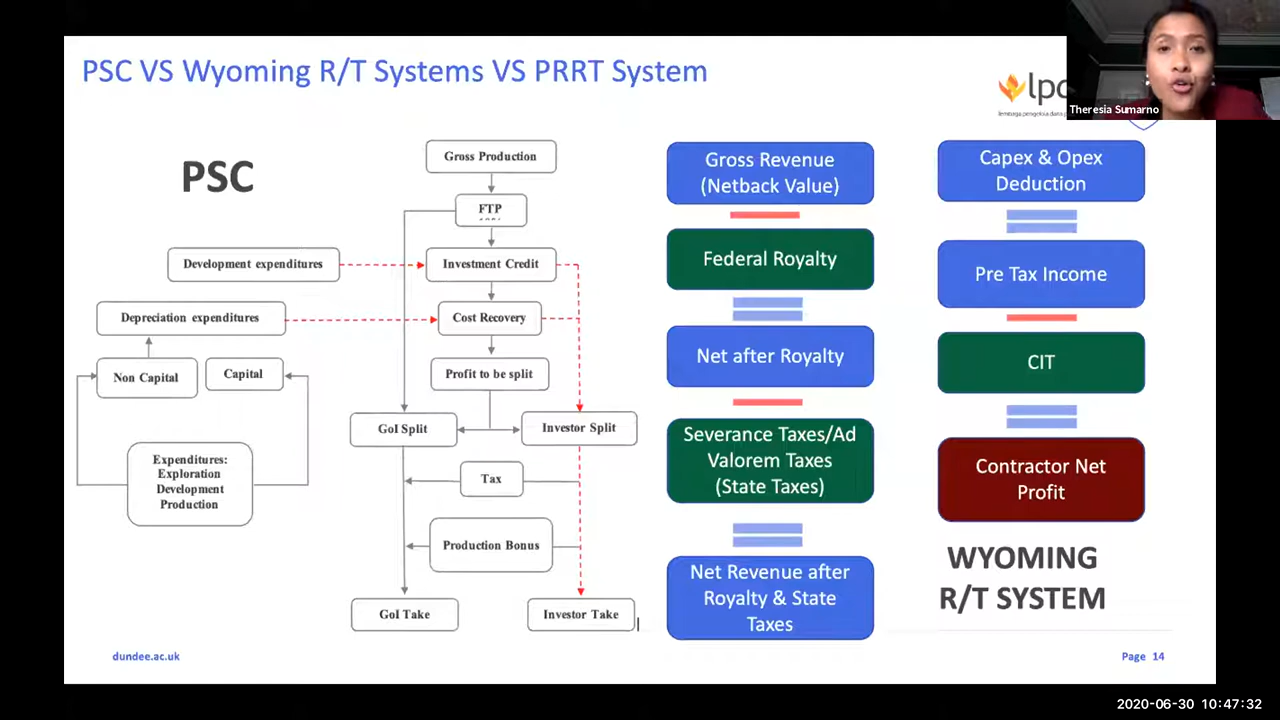 PSC VS Wyoming R/T Systems VS PRRT System
lpd
Theresia Sumarno
PSC
Gross Production
FTP
Development expenditures
Investment Credit
Depreciation expenditures
Cost Recovery
Non Capital
Capital
Profit to be split
GoI Split
Investor Split
Expenditures:
Exploration
Development
Production
Tax
Production Bonus
GoI Take
Investor Take
Gross Revenue
(Netback Value)
Federal Royalty
Net after Royalty
Severance Taxes/Ad
Valorem Taxes
(State Taxes)
Net Revenue after
Royalty & State
Taxes
Capex & Opex
Deduction
Pre Tax Income
CIT
Contractor Net
Profit
WYOMING
R/T SYSTEM
dundee.ac.uk
Page 14
2020-06-30 10:47:32